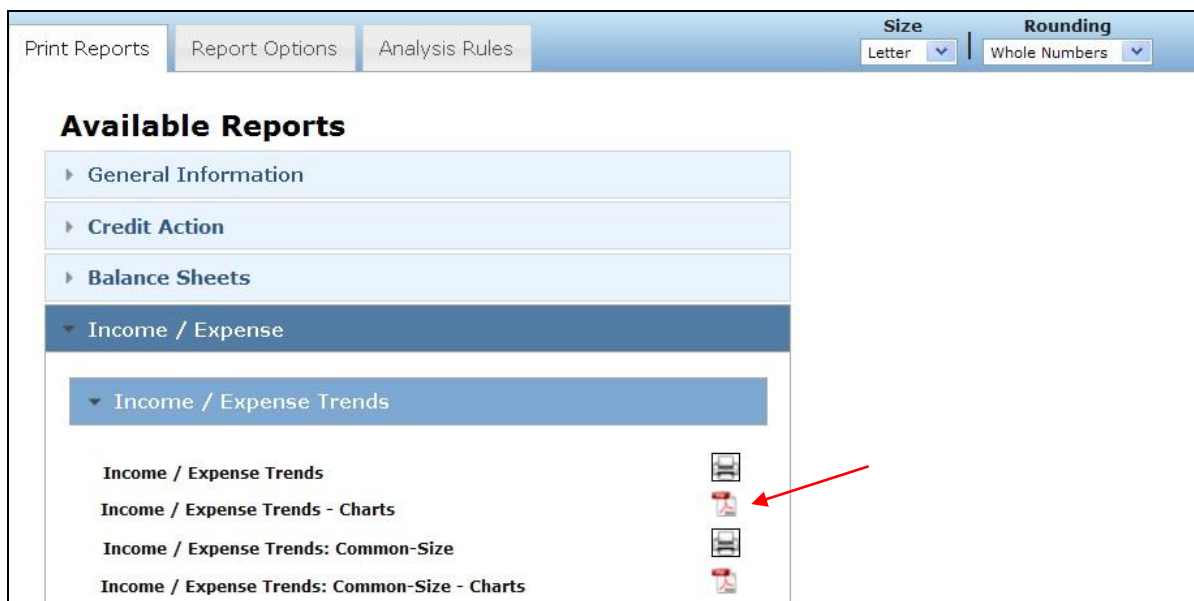 Print Reports Report Options Analysis Rules
Size Rounding
Letter Whole Numbers
Available Reports
General Information
Credit Action
Balance Sheets
Income / Expense
Income / Expense Trends
Income / Expense Trends
Income / Expense Trends - Charts
Income / Expense Trends: Common-Size
Income / Expense Trends: Common-Size - Charts